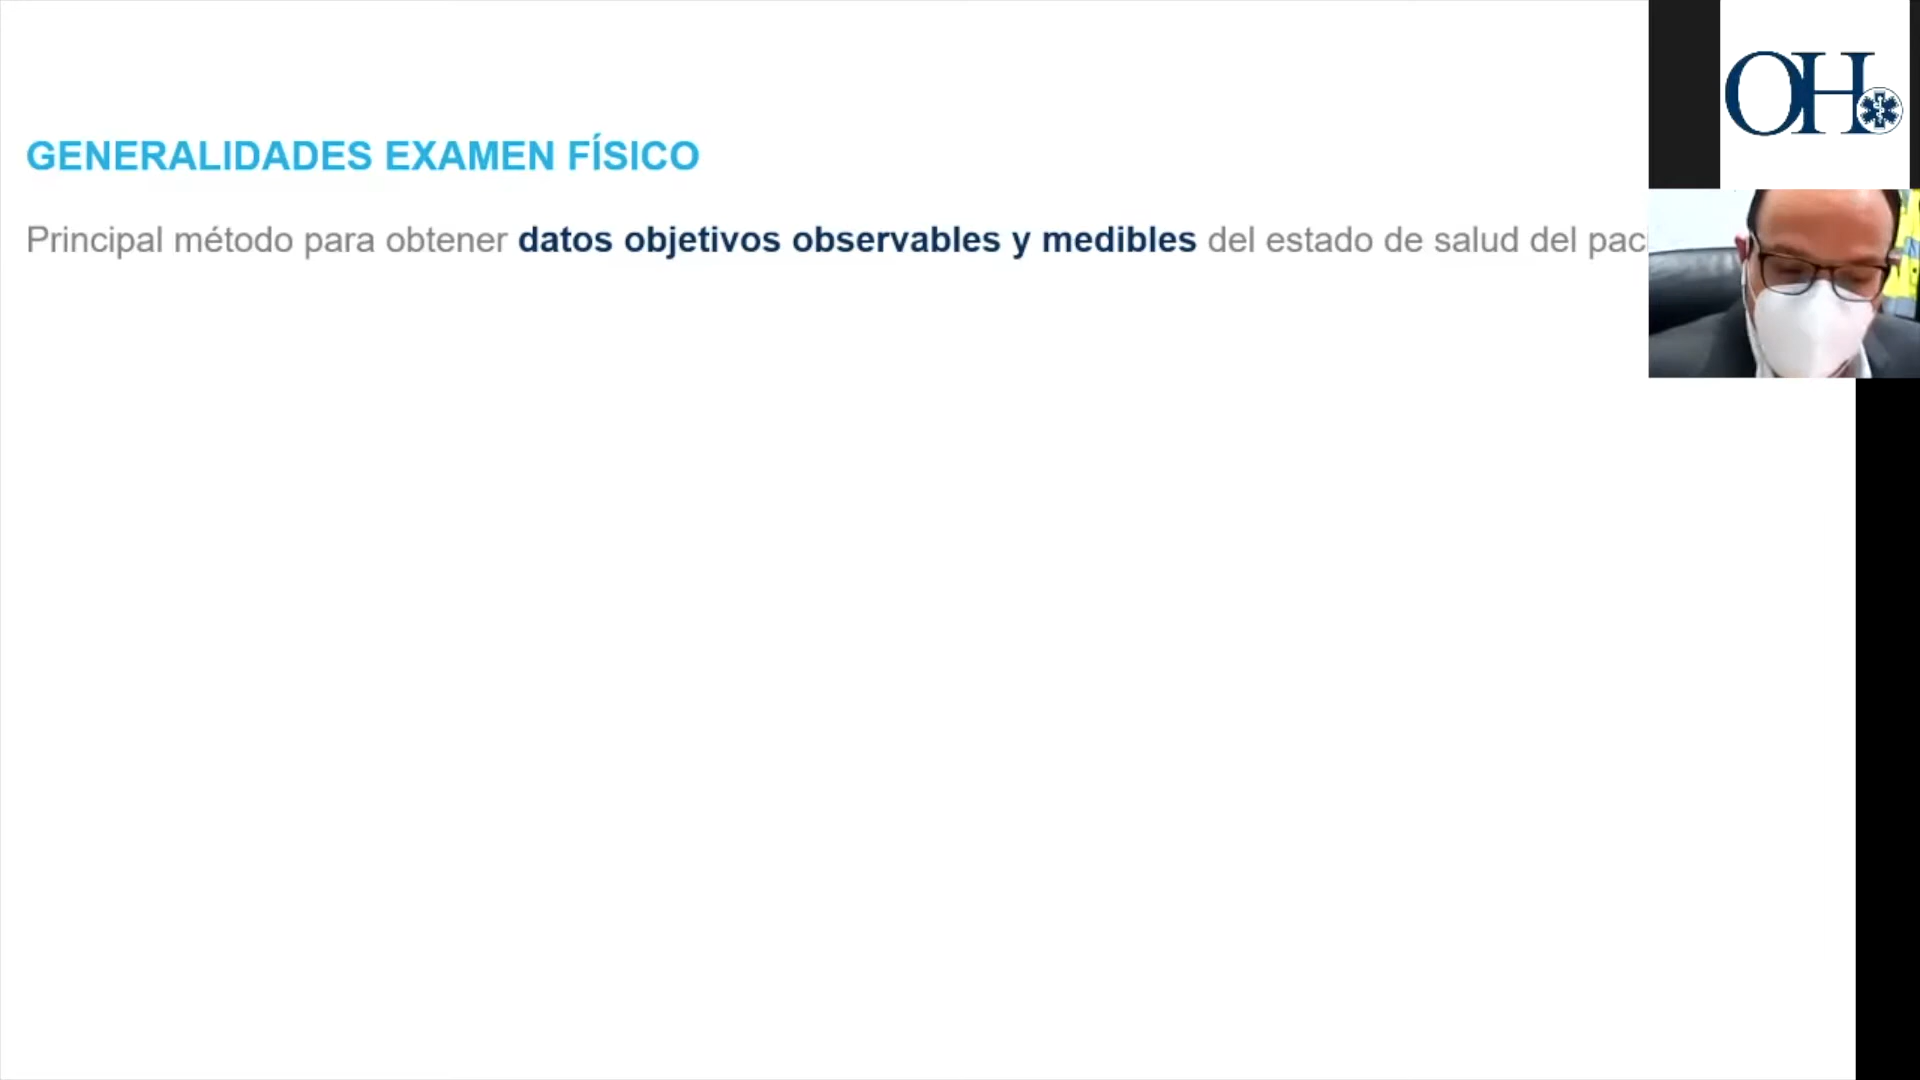 GENERALIDADES EXAMEN FÍSICO
Principal método para obtener datos objetivos observables y medibles del estado de salud del pac
OH